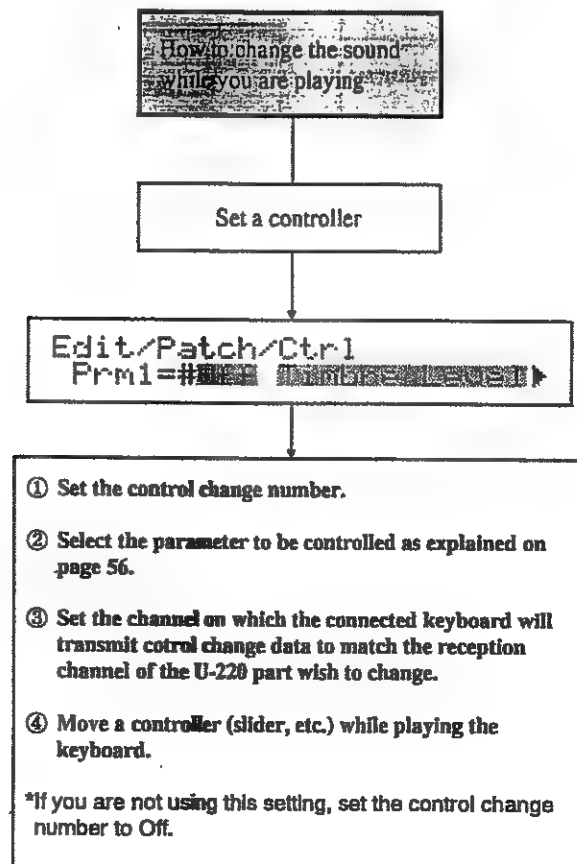 How to change the sound
while you are playing
Set a controller
Edit/Patch/Ctrl
Prm1=# Timbre Level
① Set the control change number.
② Select the parameter to be controlled as explained on
page 56.
③ Set the channel on which the connected keyboard will
transmit cotrol change data to match the reception
channel of the U-220 part wish to change.
④ Move a controller (slider, etc.) while playing the
keyboard.
*If you are not using this setting, set the control change
number to Off.